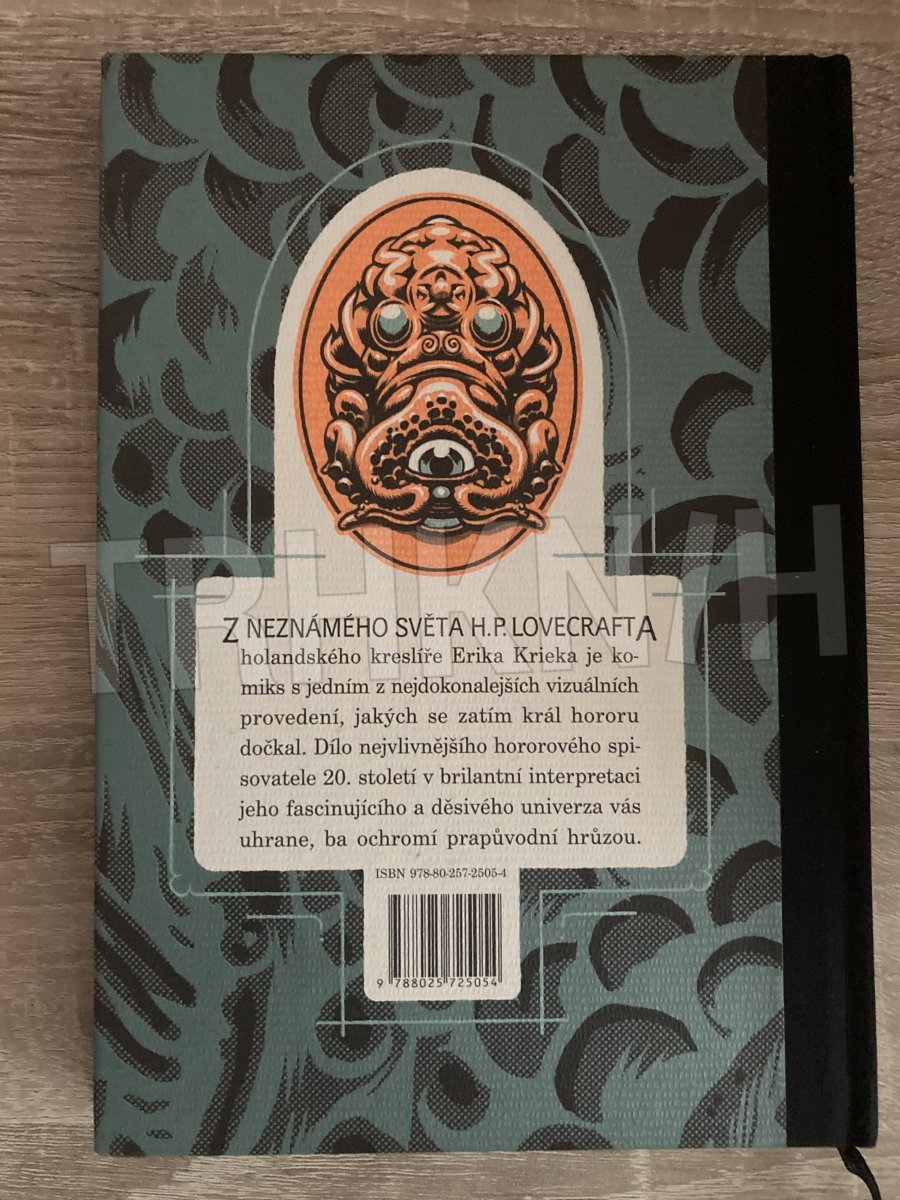 Z NEZNÁMÉHO SVĚTA H.P. LOVECRAFTA
holandského kreslíře Erika Krieka je ko-
miks s jedním z nejdokonalejších vizuálních
provedení, jakých se zatím král hororu
dočkal. Dílo nejvlivnějšího hororového spi-
sovatele 20. století v brilantní interpretaci
jeho fascinujícího a děsivého univerza vás
uhrane, ba ochromí prapůvodní hrůzou.
ISBN 978-80-257-2505-4
9 788025 725054
TRHKNIH